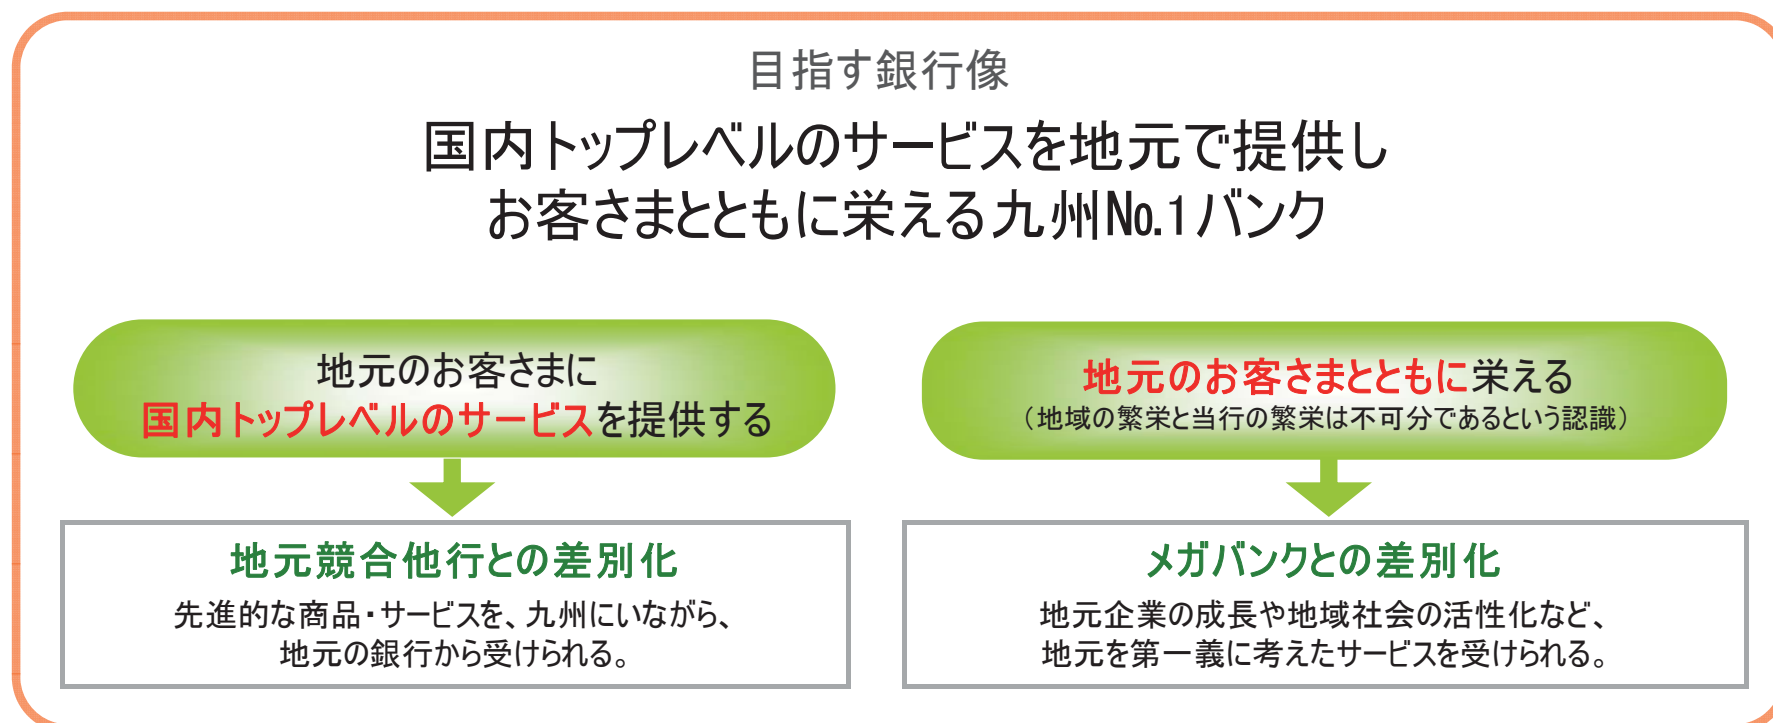 目指す銀行像
国内トップレベルのサービスを地元で提供し
お客さまとともに栄える九州№1バンク
地元のお客さまに
国内トップレベルのサービスを提供する
地元のお客さまとともに栄える
（地域の繁栄と当行の繁栄は不可分であるという認識）
地元競合他行との差別化
先進的な商品・サービスを、九州にいながら、
地元の銀行から受けられる。
メガバンクとの差別化
地元企業の成長や地域社会の活性化など、
地元を第一義に考えたサービスを受けられる。